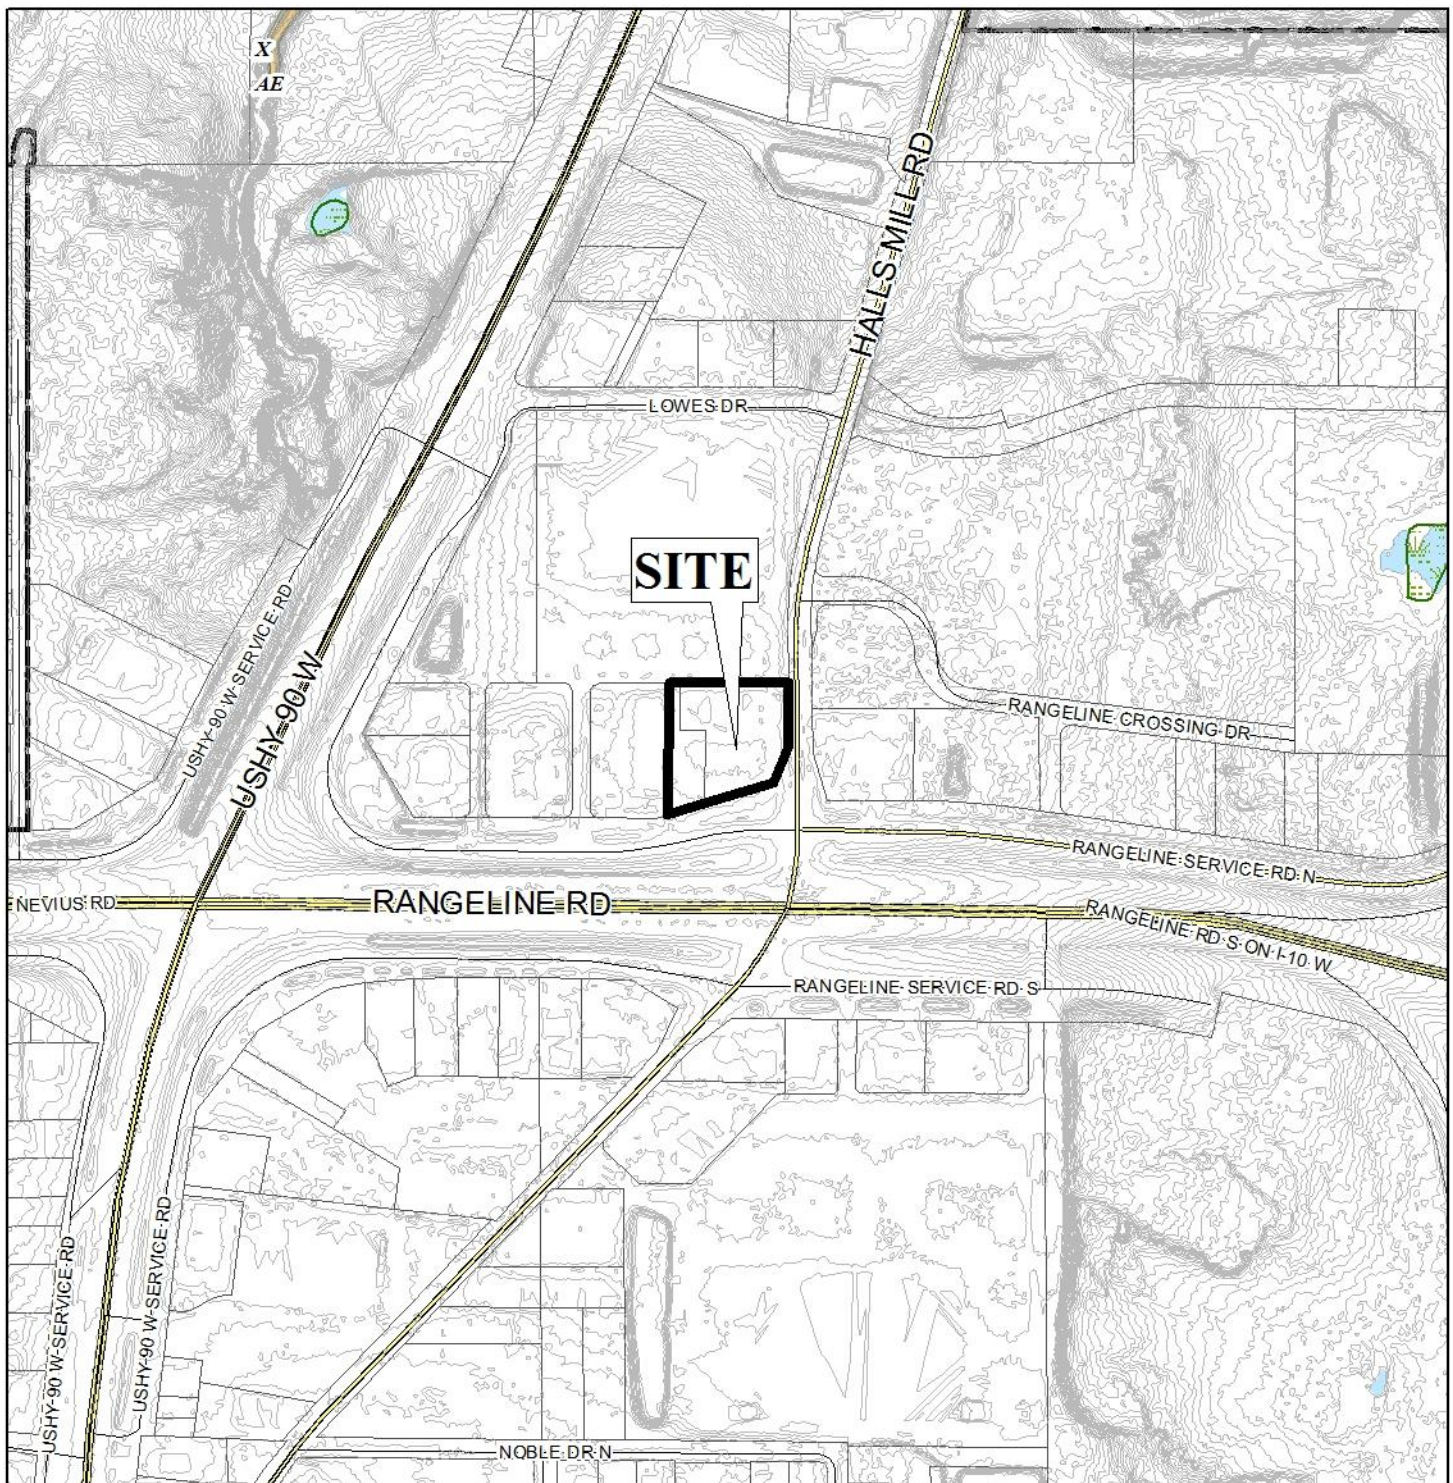 X
AE
HALLS MILL RD
LOWES DR
SITE
USHY 90 W SERVICE RD
USHY 90 W
RANGELINE CROSSING DR
RANGELINE SERVICE RD N
NEVIUS RD
RANGELINE RD
RANGELINE RD S ON I-10 W
RANGELINE SERVICE RD S
USHY 90 W SERVICE RD
USHY 90 W SERVICE RD
NOBLE DR N